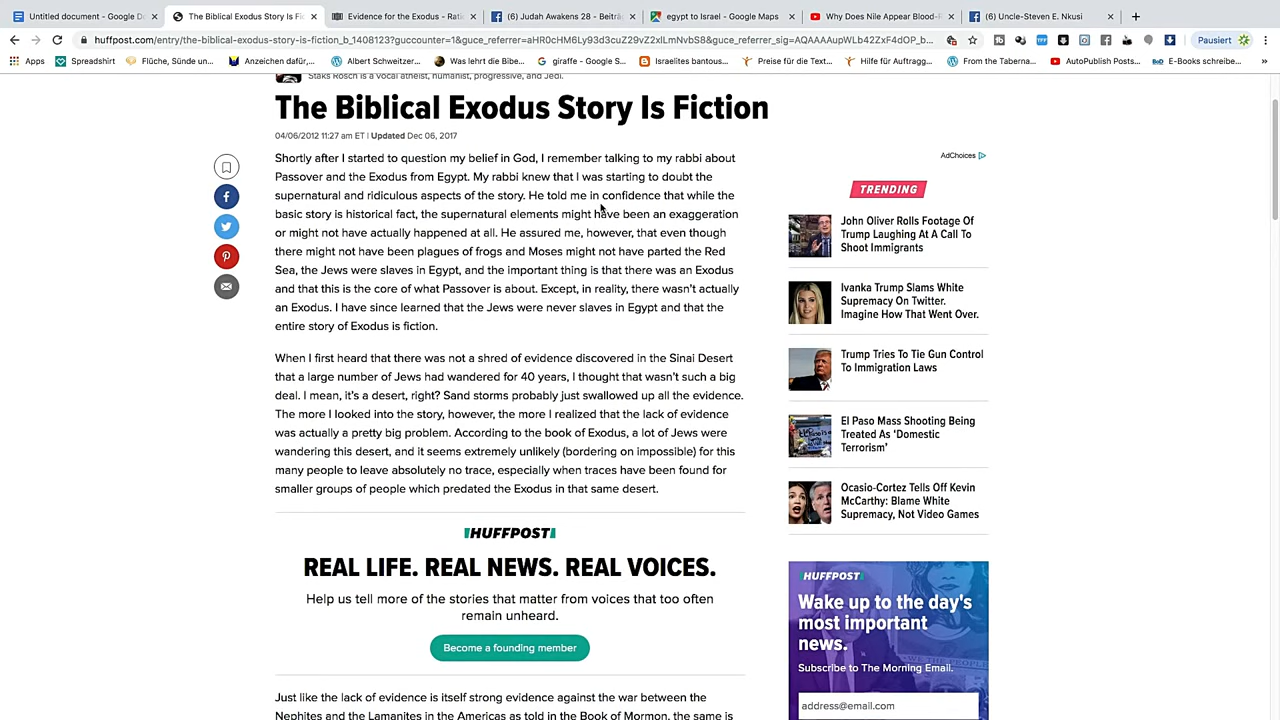 Untitled document - Google D
The Biblical Exodus Story Is Fi
Evidence for the Exodus - Rati
(6) Judah Awakens 28 - Beiträ
egypt to Israel - Google Maps
Why Does Nile Appear Blood-R
(6) Uncle-Steven E. Nkusi
huffpost.com/entry/the-biblical-exodus-story-is-fiction_b_1408123?guccounter=1&guce_referrer=aHR0cHM6Ly93d3cuZ29vZ2xlLmNvbS8&guce_referrer_sig=AQAAAAupWLb42ZxF4dOP_b...
Pausiert
Apps
Spreadshirt
Flüche, Sünde un...
Anzeichen dafür,...
Albert Schweitzer...
Was lehrt die Bibe...
giraffe - Google S...
Israelites bantous...
Preise für die Text...
Hilfe für Auftragg...
From the Taberna...
AutoPublish Posts...
E-Books schreibe...
»
Staks Rosch is a vocal atheist, humanist, progressive, and Jedi.
The Biblical Exodus Story Is Fiction
04/06/2012 11:27 am ET | Updated Dec 06, 2017
Shortly after I started to question my belief in God, I remember talking to my rabbi about
Passover and the Exodus from Egypt. My rabbi knew that I was starting to doubt the
supernatural and ridiculous aspects of the story. He told me in confidence that while the
basic story is historical fact, the supernatural elements might have been an exaggeration
or might not have actually happened at all. He assured me, however, that even though
there might not have been plagues of frogs and Moses might not have parted the Red
Sea, the Jews were slaves in Egypt, and the important thing is that there was an Exodus
and that this is the core of what Passover is about. Except, in reality, there wasn't actually
an Exodus. I have since learned that the Jews were never slaves in Egypt and that the
entire story of Exodus is fiction.
When I first heard that there was not a shred of evidence discovered in the Sinai Desert
that a large number of Jews had wandered for 40 years, I thought that wasn't such a big
deal. I mean, it's a desert, right? Sand storms probably just swallowed up all the evidence.
The more I looked into the story, however, the more I realized that the lack of evidence
was actually a pretty big problem. According to the book of Exodus, a lot of Jews were
wandering this desert, and it seems extremely unlikely (bordering on impossible) for this
many people to leave absolutely no trace, especially when traces have been found for
smaller groups of people which predated the Exodus in that same desert.
HUFFPOST
REAL LIFE. REAL NEWS. REAL VOICES.
Help us tell more of the stories that matter from voices that too often
remain unheard.
Become a founding member
Just like the lack of evidence is itself strong evidence against the war between the
Nephites and the Lamanites in the Americas as told in the Book of Mormon, the same is
AdChoices
TRENDING
John Oliver Rolls Footage Of
Trump Laughing At A Call To
Shoot Immigrants
Ivanka Trump Slams White
Supremacy On Twitter.
Imagine How That Went Over.
Trump Tries To Tie Gun Control
To Immigration Laws
El Paso Mass Shooting Being
Treated As 'Domestic
Terrorism'
Ocasio-Cortez Tells Off Kevin
McCarthy: Blame White
Supremacy, Not Video Games
HUFFPOST
Wake up to the day's
most important
news.
Subscribe to The Morning Email.
address@email.com